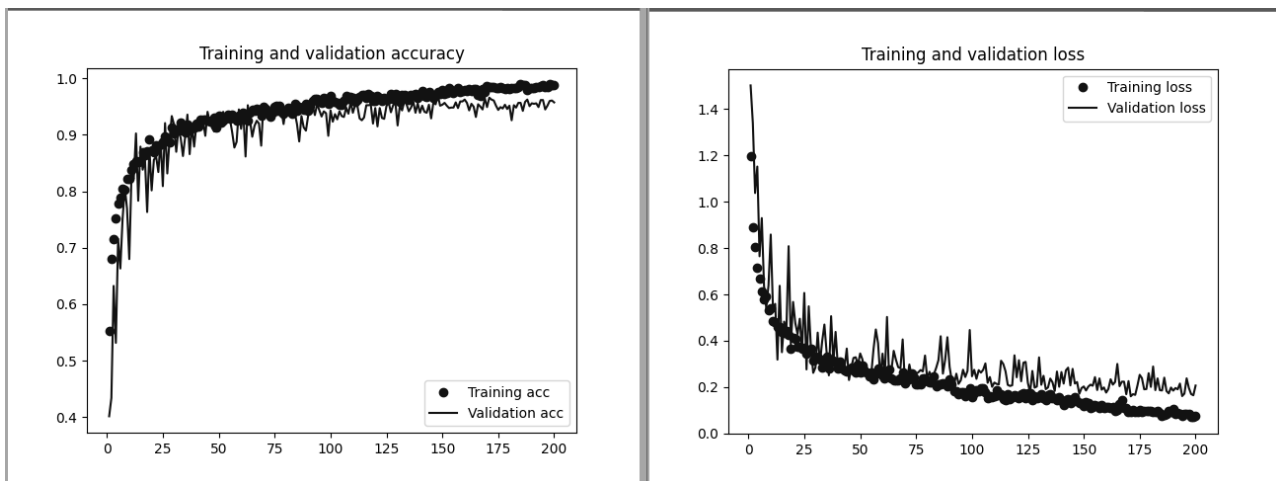 Training and validation accuracy
1.0
0.9
0.8
0.7
0.6
0.5
0.4
Training acc
Validation acc
0 25 50 75 100 125 150 175 200
Training and validation loss
Training loss
Validation loss
1.4
1.2
1.0
0.8
0.6
0.4
0.2
0.0
0 25 50 75 100 125 150 175 200